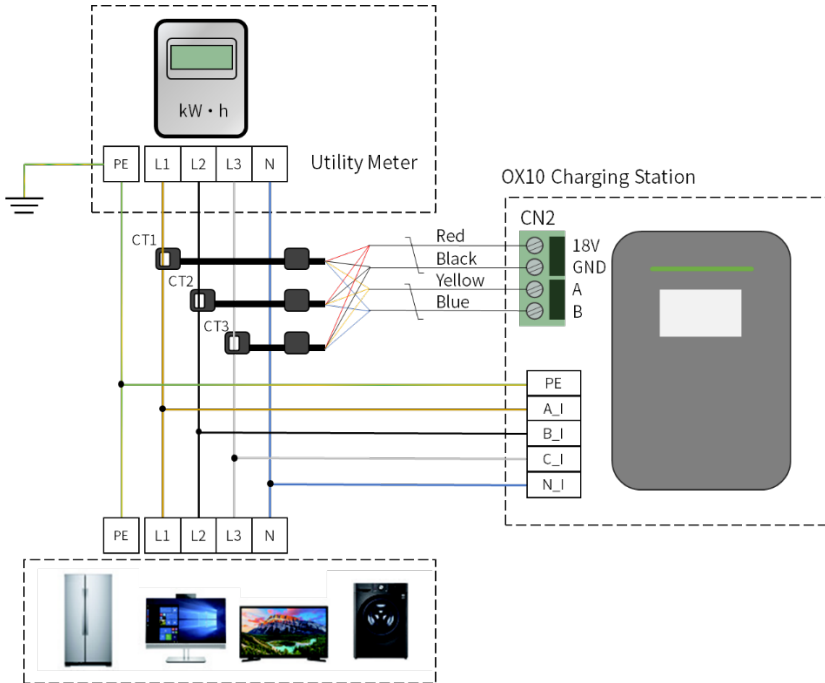 kW · h
PE L1 L2 L3 N
Utility Meter
OX10 Charging Station
CN2
CT1
CT2
CT3
Red
Black
Yellow
Blue
18V
GND
A
B
PE
A_I
B_I
C_I
N_I
PE L1 L2 L3 N